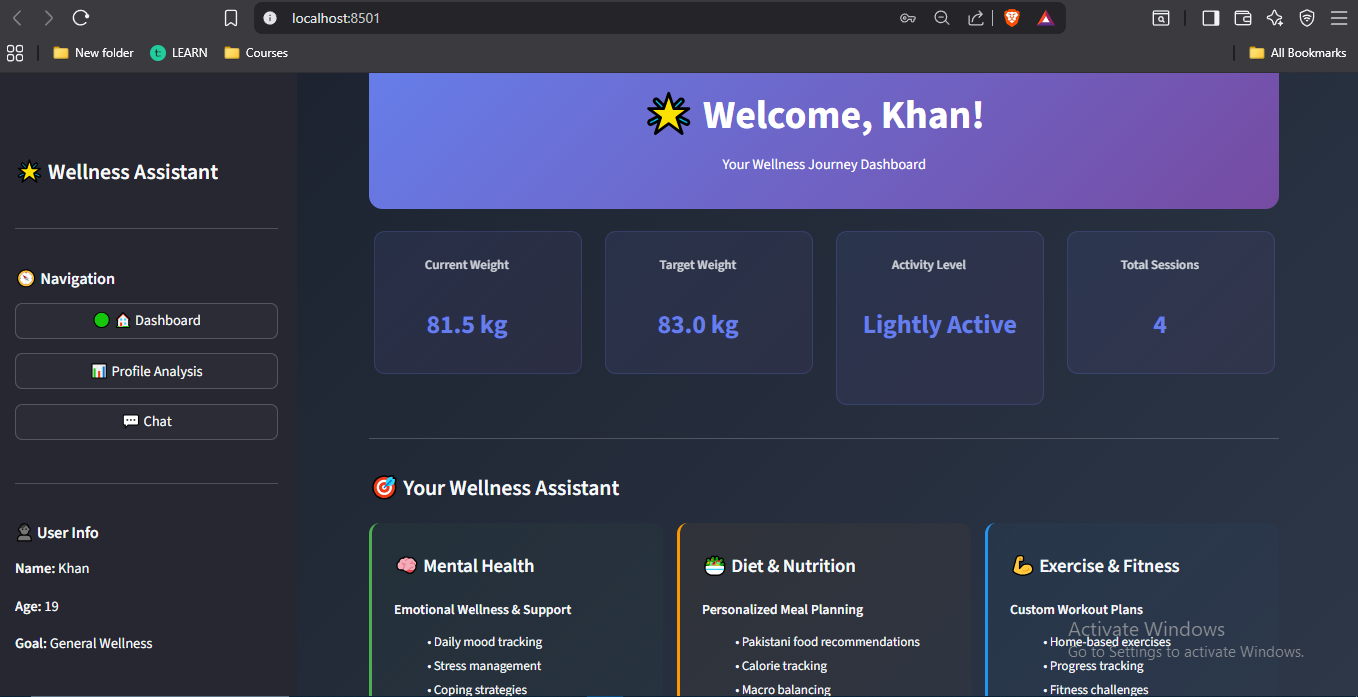 localhost:8501
New folder
LEARN
Courses
All Bookmarks
Wellness Assistant
Navigation
Dashboard
Profile Analysis
Chat
User Info
Name: Khan
Age: 19
Goal: General Wellness
Welcome, Khan!
Your Wellness Journey Dashboard
Current Weight
81.5 kg
Target Weight
83.0 kg
Activity Level
Lightly Active
Total Sessions
4
Your Wellness Assistant
Mental Health
Emotional Wellness & Support
• Daily mood tracking
• Stress management
• Coping strategies
Diet & Nutrition
Personalized Meal Planning
• Pakistani food recommendations
• Calorie tracking
• Macro balancing
Exercise & Fitness
Custom Workout Plans
• Home-based exercises
• Progress tracking
• Fitness challenges
Activate Windows
Go to Settings to activate Windows.